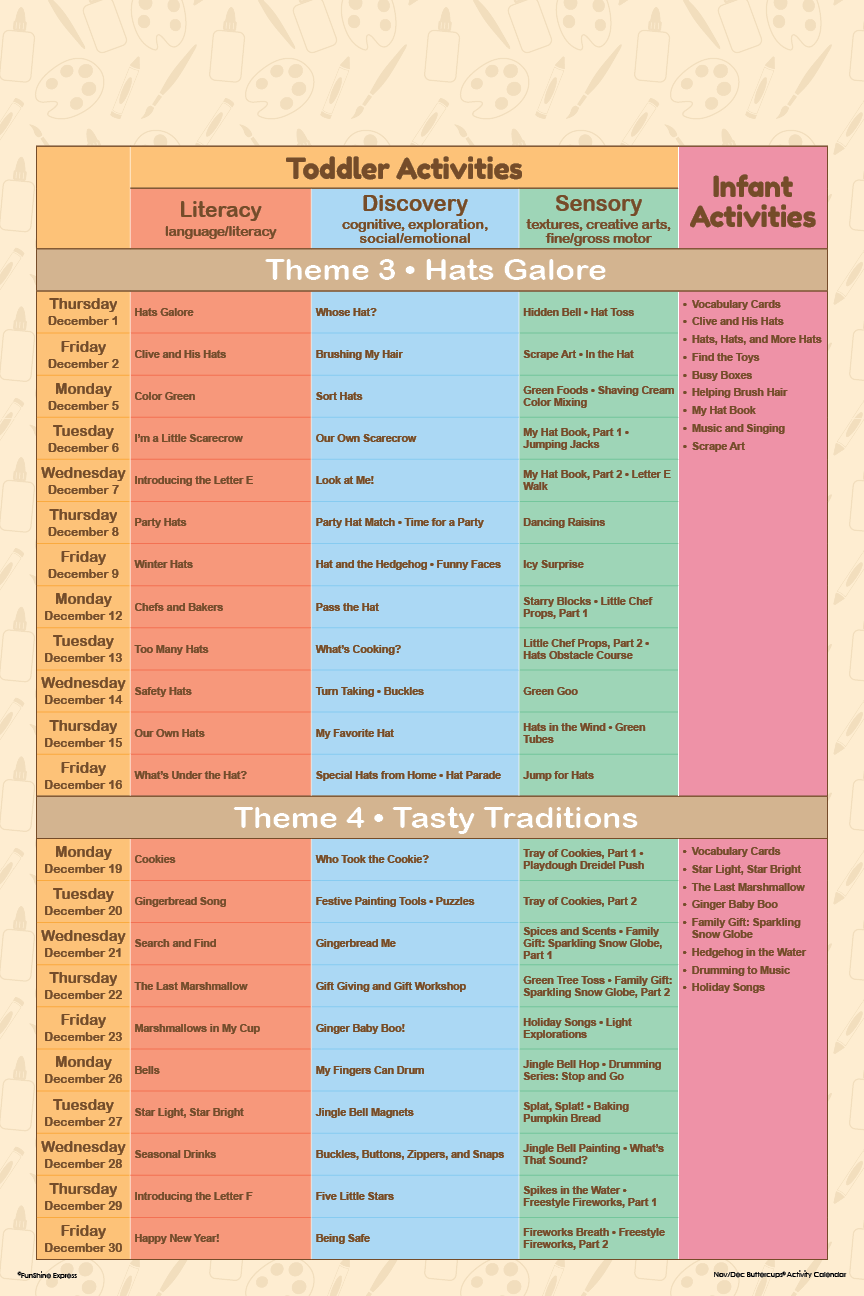 Toddler Activities
Infant
Activities
Literacy
language/literacy
Discovery
cognitive, exploration,
social/emotional
Sensory
textures, creative arts,
fine/gross motor
Theme 3 • Hats Galore
Thursday
December 1
Hats Galore
Whose Hat?
Hidden Bell • Hat Toss
Friday
December 2
Clive and His Hats
Brushing My Hair
Scrape Art • In the Hat
Monday
December 5
Color Green
Sort Hats
Green Foods • Shaving Cream
Color Mixing
Tuesday
December 6
I'm a Little Scarecrow
Our Own Scarecrow
My Hat Book, Part 1 •
Jumping Jacks
Wednesday
December 7
Introducing the Letter E
Look at Me!
My Hat Book, Part 2 • Letter E
Walk
Thursday
December 8
Party Hats
Party Hat Match • Time for a Party
Dancing Raisins
Friday
December 9
Winter Hats
Hat and the Hedgehog • Funny Faces
Icy Surprise
Monday
December 12
Chefs and Bakers
Pass the Hat
Starry Blocks • Little Chef
Props, Part 1
Tuesday
December 13
Too Many Hats
What's Cooking?
Little Chef Props, Part 2 •
Hats Obstacle Course
Wednesday
December 14
Safety Hats
Turn Taking • Buckles
Green Goo
Thursday
December 15
Our Own Hats
My Favorite Hat
Hats in the Wind • Green
Tubes
Friday
December 16
What's Under the Hat?
Special Hats from Home • Hat Parade
Jump for Hats
• Vocabulary Cards
• Clive and His Hats
• Hats, Hats, and More Hats
• Find the Toys
• Busy Boxes
• Helping Brush Hair
• My Hat Book
• Music and Singing
• Scrape Art
Theme 4 • Tasty Traditions
Monday
December 19
Cookies
Who Took the Cookie?
Tray of Cookies, Part 1 •
Playdough Dreidel Push
Tuesday
December 20
Gingerbread Song
Festive Painting Tools • Puzzles
Tray of Cookies, Part 2
Wednesday
December 21
Search and Find
Gingerbread Me
Spices and Scents • Family
Gift: Sparkling Snow Globe,
Part 1
Thursday
December 22
The Last Marshmallow
Gift Giving and Gift Workshop
Green Tree Toss • Family Gift:
Sparkling Snow Globe, Part 2
Friday
December 23
Marshmallows in My Cup
Ginger Baby Boo!
Holiday Songs • Light
Explorations
Monday
December 26
Bells
My Fingers Can Drum
Jingle Bell Hop • Drumming
Series: Stop and Go
Tuesday
December 27
Star Light, Star Bright
Jingle Bell Magnets
Splat, Splat! • Baking
Pumpkin Bread
Wednesday
December 28
Seasonal Drinks
Buckles, Buttons, Zippers, and Snaps
Jingle Bell Painting • What's
That Sound?
Thursday
December 29
Introducing the Letter F
Five Little Stars
Spikes in the Water •
Freestyle Fireworks, Part 1
Friday
December 30
Happy New Year!
Being Safe
Fireworks Breath • Freestyle
Fireworks, Part 2
• Vocabulary Cards
• Star Light, Star Bright
• The Last Marshmallow
• Ginger Baby Boo
• Family Gift: Sparkling
Snow Globe
• Hedgehog in the Water
• Drumming to Music
• Holiday Songs
©FunShine Express
Nov/Dec Buttercups® Activity Calendar